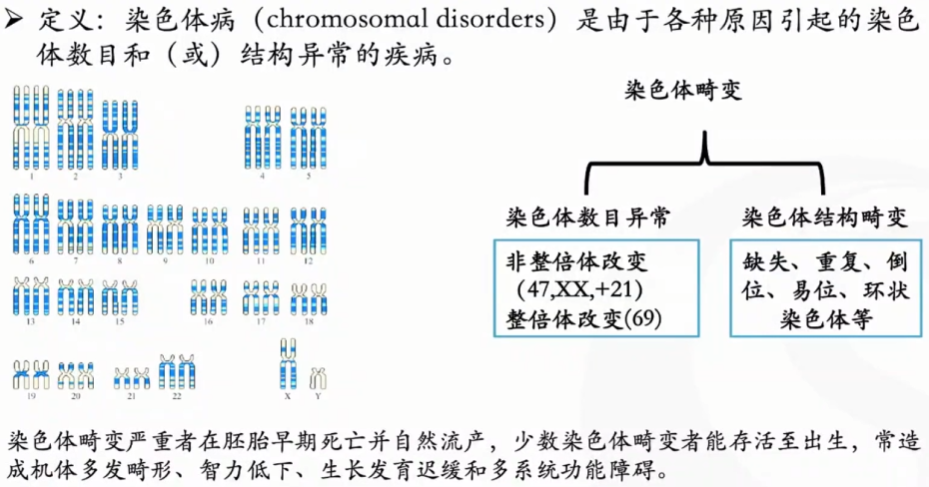 ➤ 定义：染色体病（chromosomal disorders）是由于各种原因引起的染色
体数目和（或）结构异常的疾病。
染色体畸变
1 2 3 4 5
染色体数目异常 染色体结构畸变
非整倍体改变
（47,XX,+21)
整倍体改变(69)
缺失、重复、倒
位、易位、环状
染色体等
6 7 8 9 10 11 12
13 14 15 16 17 18
19 20 21 22 X Y
染色体畸变严重者在胚胎早期死亡并自然流产，少数染色体畸变者能存活至出生，常造
成机体多发畸形、智力低下、生长发育迟缓和多系统功能障碍。